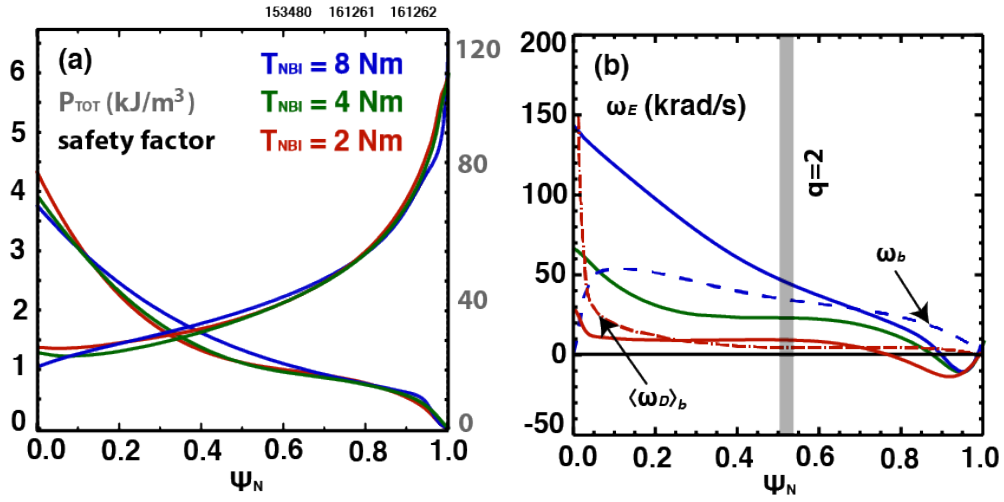 153480 161261 161262
(a)
T_NBI = 8 Nm
P_TOT (kJ/m³)
T_NBI = 4 Nm
safety factor
T_NBI = 2 Nm
6
5
4
3
2
1
0
120
80
40
0
0.0 0.2 0.4 0.6 0.8 1.0
Ψ_N
(b)
ω_E (krad/s)
q=2
ω_b
⟨ω_D⟩_b
200
150
100
50
0
-50
0.0 0.2 0.4 0.6 0.8 1.0
Ψ_N